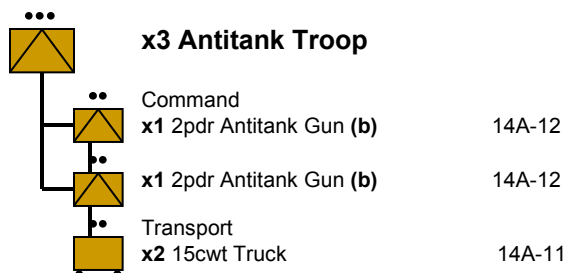 x3 Antitank Troop
Command
x1 2pdr Antitank Gun (b) 14A-12
x1 2pdr Antitank Gun (b) 14A-12
Transport
x2 15cwt Truck 14A-11